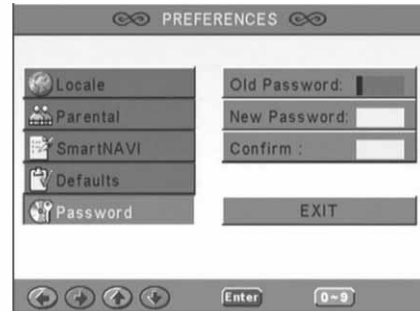 PREFERENCES
Locale
Parental
SmartNAVI
Defaults
Password
Old Password:
New Password:
Confirm :
EXIT
Enter
0~9